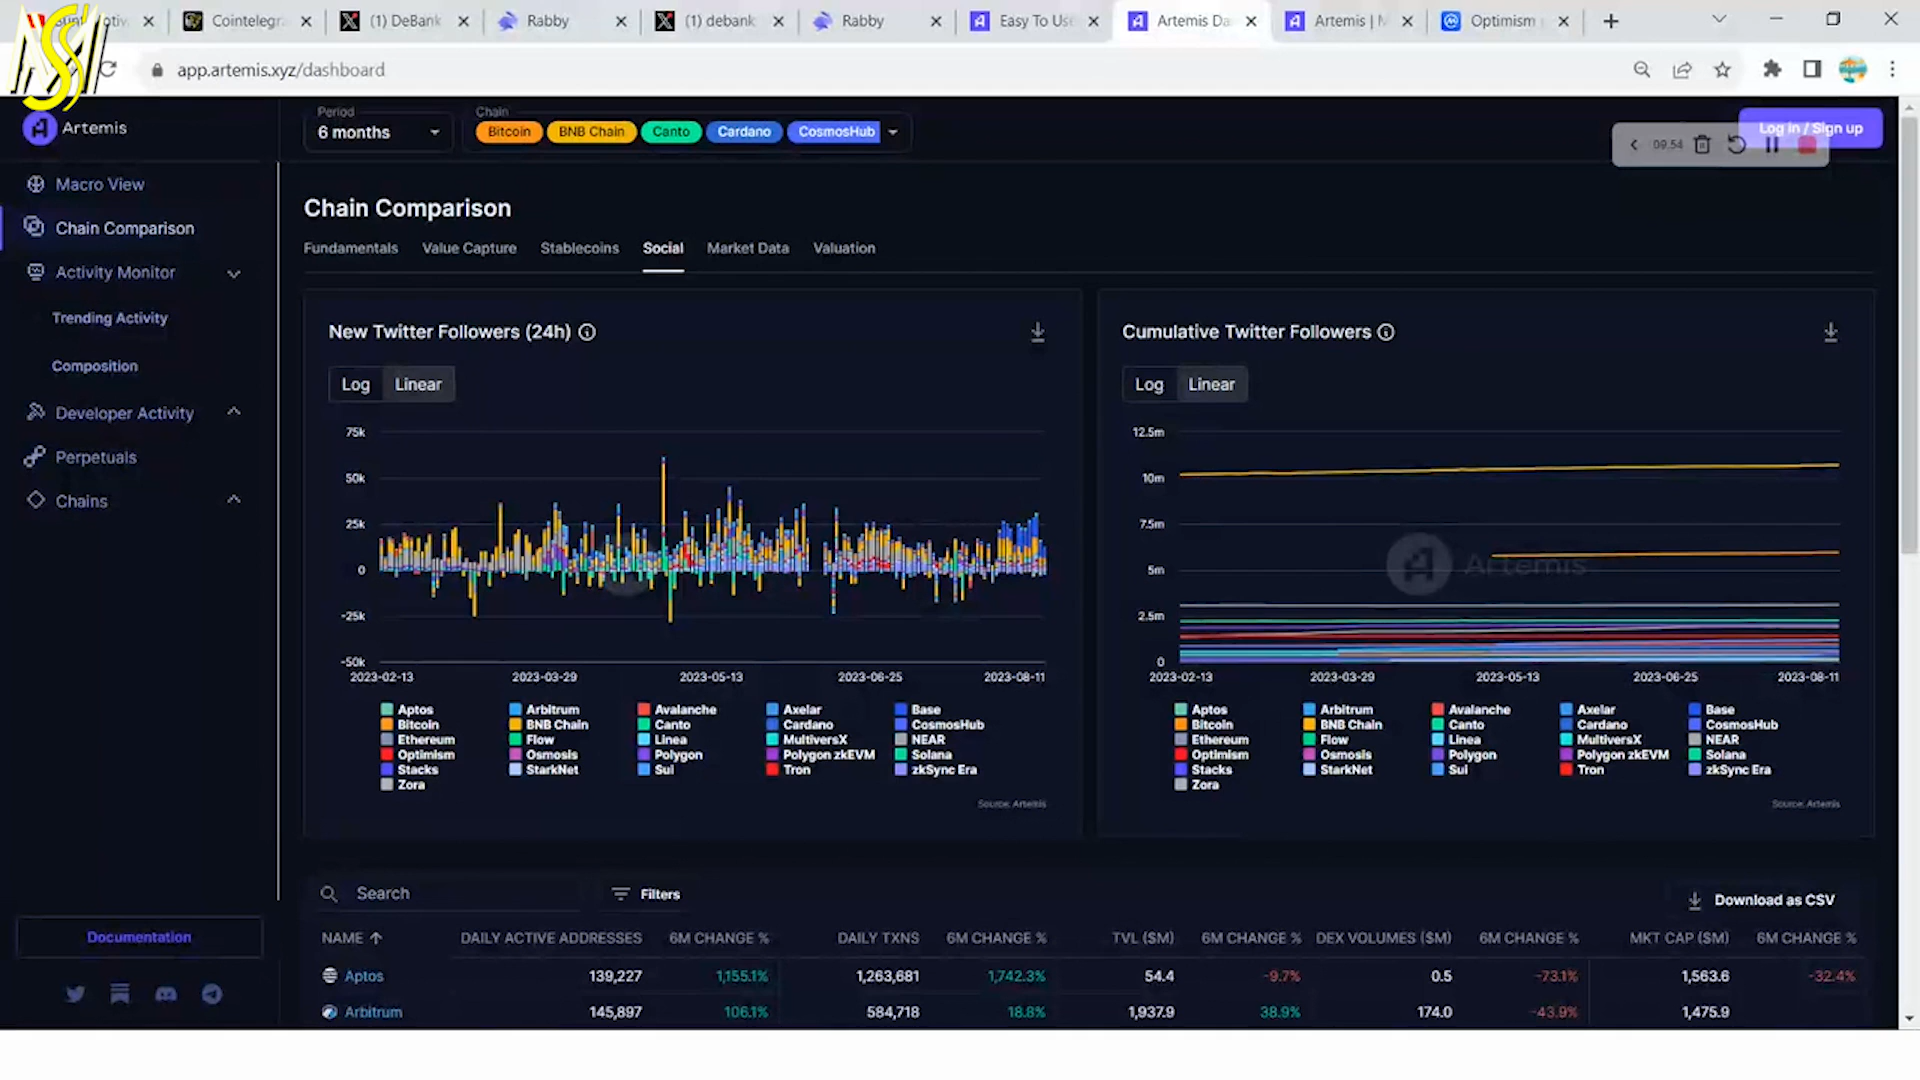 Cointelegr
(1) DeBank
Rabby
(1) debank
Rabby
Easy To Use
Artemis Da
Artemis | M
Optimism
app.artemis.xyz/dashboard
Artemis
Period
6 months
Chain
Bitcoin BNB Chain Canto Cardano CosmosHub
Log in / Sign up
09:54
Macro View
Chain Comparison
Activity Monitor
Trending Activity
Composition
Developer Activity
Perpetuals
Chains
Documentation
Chain Comparison
Fundamentals Value Capture Stablecoins Social Market Data Valuation
New Twitter Followers (24h)
Log Linear
75k
50k
25k
0
-25k
-50k
2023-02-13 2023-03-29 2023-05-13 2023-06-25 2023-08-11
Aptos Arbitrum Avalanche Axelar Base
Bitcoin BNB Chain Canto Cardano CosmosHub
Ethereum Flow Linea MultiversX NEAR
Optimism Osmosis Polygon Polygon zkEVM Solana
Stacks StarkNet Sui Tron zkSync Era
Zora
Source: Artemis
Cumulative Twitter Followers
Log Linear
12.5m
10m
7.5m
5m
2.5m
0
Artemis
2023-02-13 2023-03-29 2023-05-13 2023-06-25 2023-08-11
Aptos Arbitrum Avalanche Axelar Base
Bitcoin BNB Chain Canto Cardano CosmosHub
Ethereum Flow Linea MultiversX NEAR
Optimism Osmosis Polygon Polygon zkEVM Solana
Stacks StarkNet Sui Tron zkSync Era
Zora
Source: Artemis
Search Filters Download as CSV
NAME DAILY ACTIVE ADDRESSES 6M CHANGE % DAILY TXNS 6M CHANGE % TVL ($M) 6M CHANGE % DEX VOLUMES ($M) 6M CHANGE % MKT CAP ($M) 6M CHANGE %
Aptos 139,227 1,155.1% 1,263,681 1,742.3% 54.4 -9.7% 0.5 -73.1% 1,563.6 -32.4%
Arbitrum 145,897 106.1% 584,718 18.8% 1,937.9 38.9% 174.0 -43.9% 1,475.9